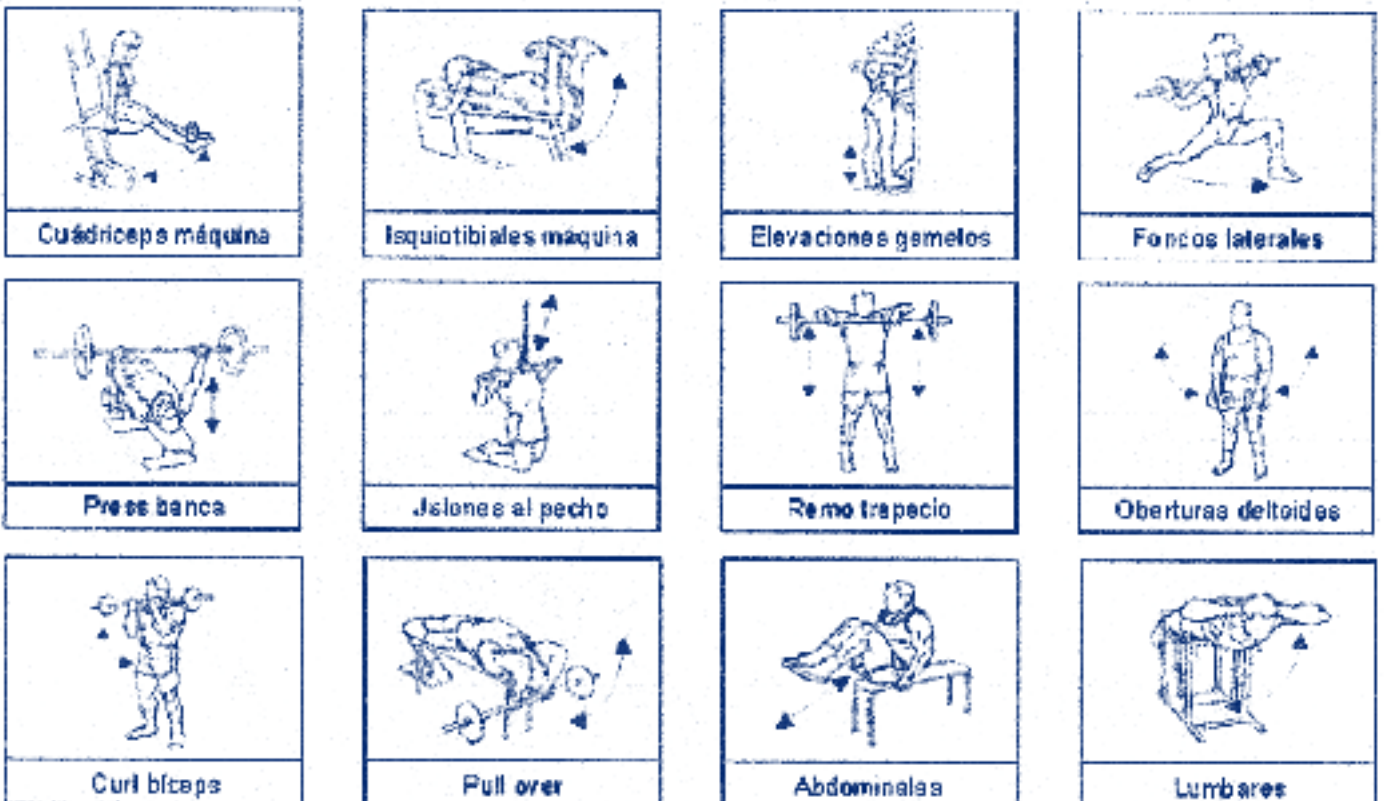 Cuádriceps máquina
Isquiotibiales máquina
Elevaciones gemelos
Fondos laterales
Press banca
Jalones al pecho
Remo trapecio
Oberturas deltoides
Curl bíceps
Pull over
Abdominales
Lumbares